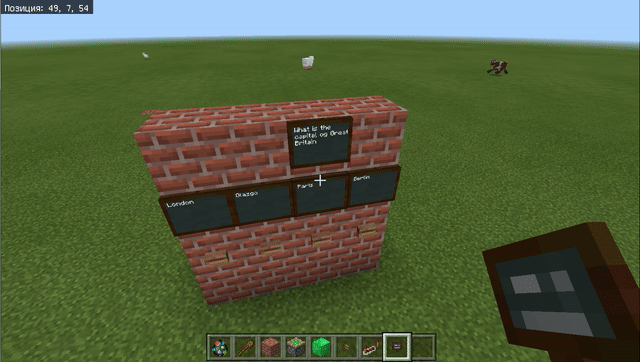 Позиция: 49, 7, 54
What is the
capital og Great
Britain
London
Glazgo
Paris
Berlin